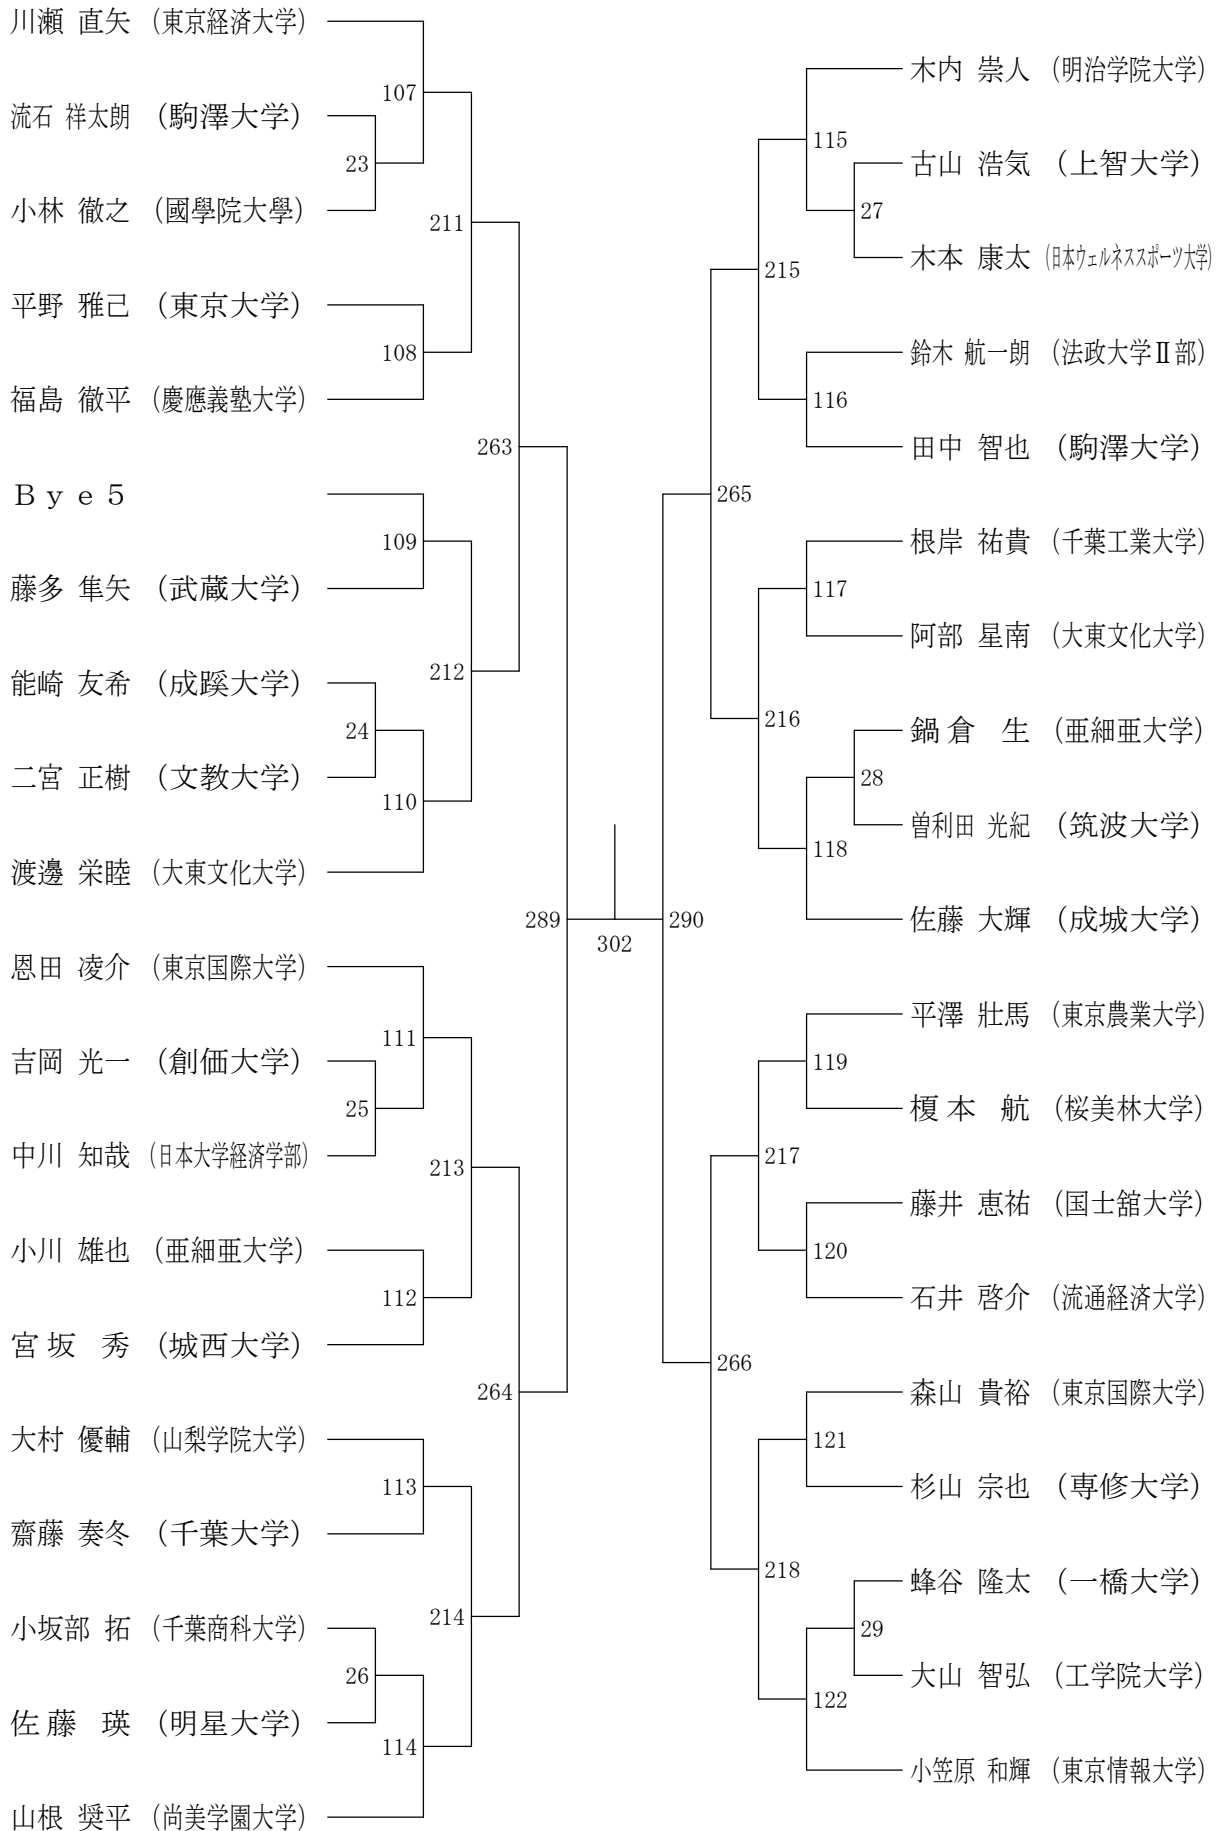 川瀬 直矢 (東京経済大学)
107
流石 祥太朗 (駒澤大学)
23
小林 徹之 (國學院大學)
211
平野 雅己 (東京大学)
108
福島 徹平 (慶應義塾大学)
263
Ｂｙｅ５
109
藤多 隼矢 (武蔵大学)
212
能崎 友希 (成蹊大学)
24
二宮 正樹 (文教大学)
110
渡邊 栄睦 (大東文化大学)
289
恩田 凌介 (東京国際大学)
111
吉岡 光一 (創価大学)
25
中川 知哉 (日本大学経済学部)
213
小川 雄也 (亜細亜大学)
112
宮坂 秀 (城西大学)
264
大村 優輔 (山梨学院大学)
113
齋藤 奏冬 (千葉大学)
214
小坂部 拓 (千葉商科大学)
26
佐藤 瑛 (明星大学)
114
山根 奨平 (尚美学園大学)
302
木内 崇人 (明治学院大学)
115
古山 浩気 (上智大学)
27
木本 康太 (日本ウェルネススポーツ大学)
215
鈴木 航一朗 (法政大学Ⅱ部)
116
田中 智也 (駒澤大学)
265
根岸 祐貴 (千葉工業大学)
117
阿部 星南 (大東文化大学)
216
鍋倉 生 (亜細亜大学)
28
曽利田 光紀 (筑波大学)
118
佐藤 大輝 (成城大学)
290
平澤 壯馬 (東京農業大学)
119
榎本 航 (桜美林大学)
217
藤井 恵祐 (国士舘大学)
120
石井 啓介 (流通経済大学)
266
森山 貴裕 (東京国際大学)
121
杉山 宗也 (専修大学)
218
蜂谷 隆太 (一橋大学)
29
大山 智弘 (工学院大学)
122
小笠原 和輝 (東京情報大学)